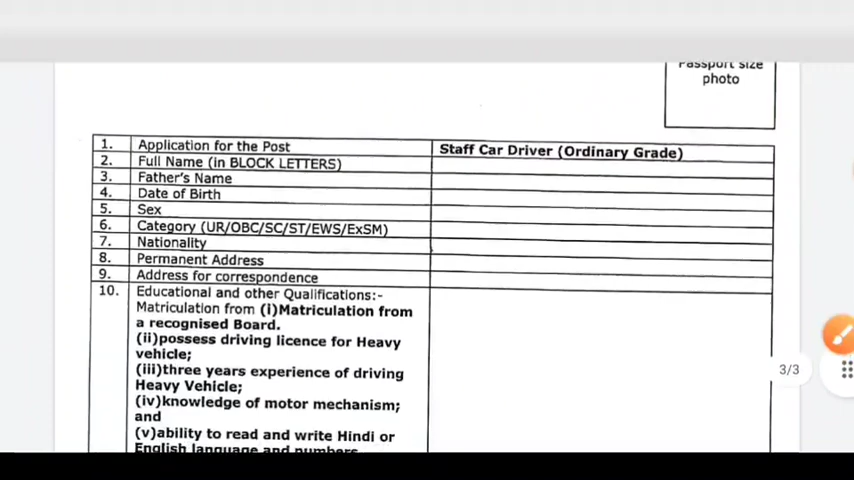 Passport size
photo
1. Application for the Post Staff Car Driver (Ordinary Grade)
2. Full Name (in BLOCK LETTERS)
3. Father's Name
4. Date of Birth
5. Sex
6. Category (UR/OBC/SC/ST/EWS/ExSM)
7. Nationality
8. Permanent Address
9. Address for correspondence
10. Educational and other Qualifications:-
Matriculation from (i)Matriculation from
a recognised Board.
(ii)possess driving licence for Heavy
vehicle;
(iii)three years experience of driving
Heavy Vehicle;
(iv)knowledge of motor mechanism;
and
(v)ability to read and write Hindi or
English language and numbers
3/3